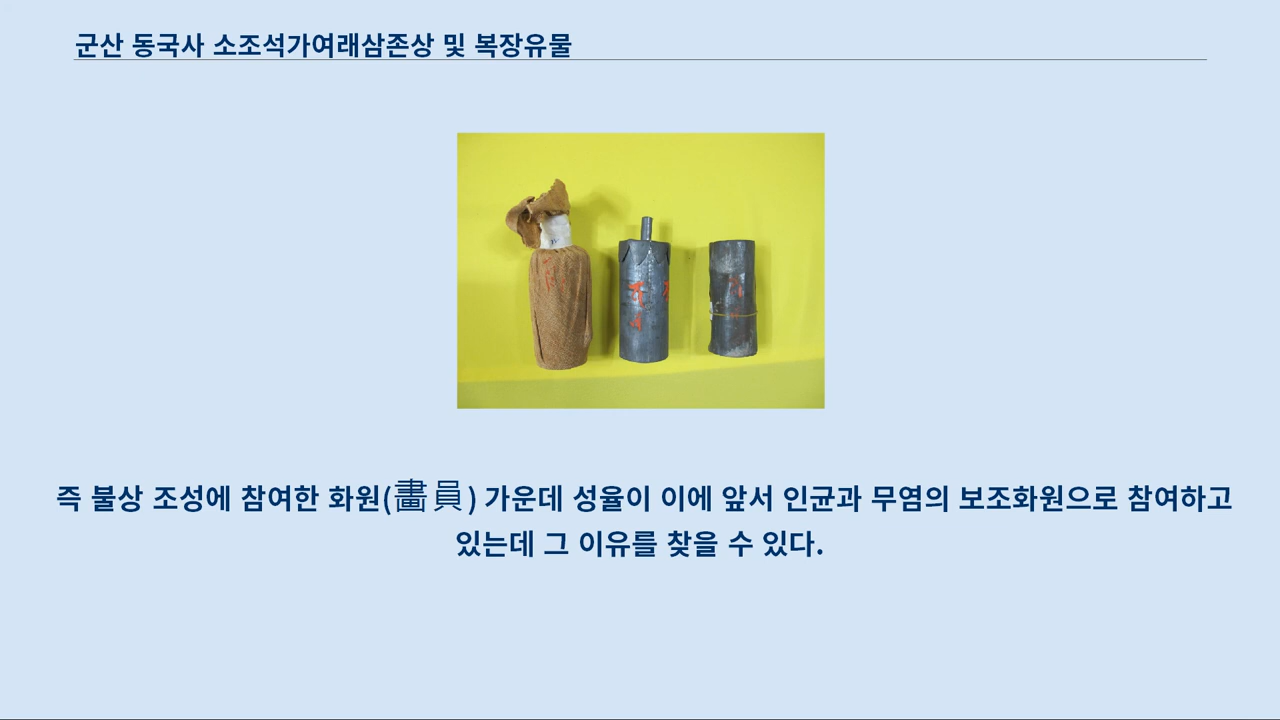 군산 동국사 소조석가여래삼존상 및 복장유물
즉 불상 조성에 참여한 화원(畫員) 가운데 성율이 이에 앞서 인균과 무염의 보조화원으로 참여하고
있는데 그 이유를 찾을 수 있다.